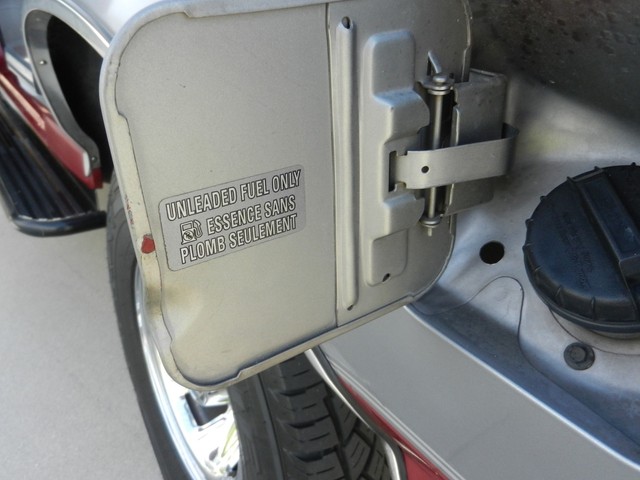 UNLEADED FUEL ONLY
ESSENCE SANS
PLOMB SEULEMENT